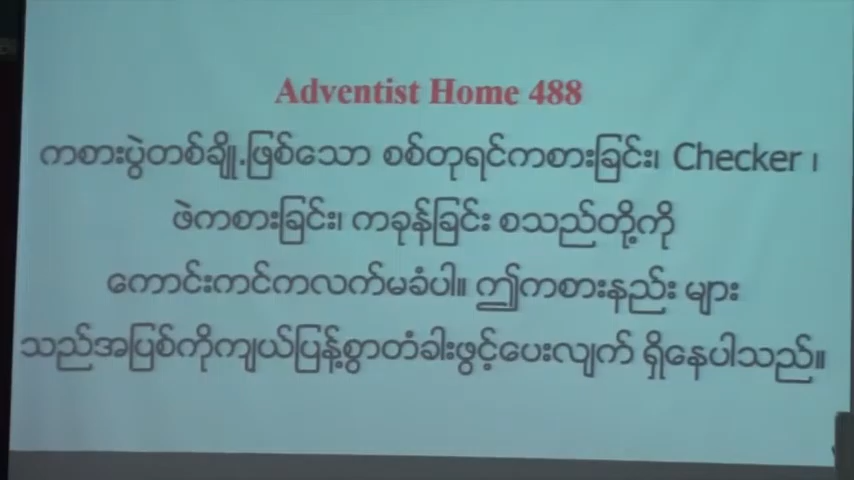 Adventist Home 488
ကစားပွဲတစ်ချို့.ဖြစ်သော စစ်တုရင်ကစားခြင်း၊ Checker ၊
ဖဲကစားခြင်း၊ ကခုန်ခြင်း စသည်တို့ကို
ကောင်းကင်ကလက်မခံပါ။ ဤကစားနည်း များ
သည်အပြစ်ကိုကျယ်ပြန့်စွာတံခါးဖွင့်ပေးလျက် ရှိနေပါသည်။